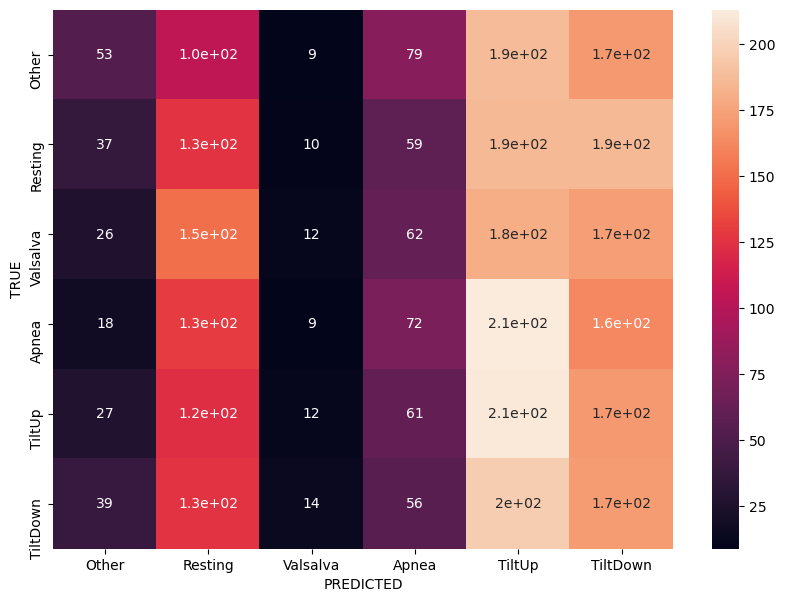 Other 53 1.0e+02 9 79 1.9e+02 1.7e+02
Resting 37 1.3e+02 10 59 1.9e+02 1.9e+02
Valsalva 26 1.5e+02 12 62 1.8e+02 1.7e+02
Apnea 18 1.3e+02 9 72 2.1e+02 1.6e+02
TiltUp 27 1.2e+02 12 61 2.1e+02 1.7e+02
TiltDown 39 1.3e+02 14 56 2e+02 1.7e+02
TRUE
Other Resting Valsalva Apnea TiltUp TiltDown
PREDICTED
200
175
150
125
100
75
50
25